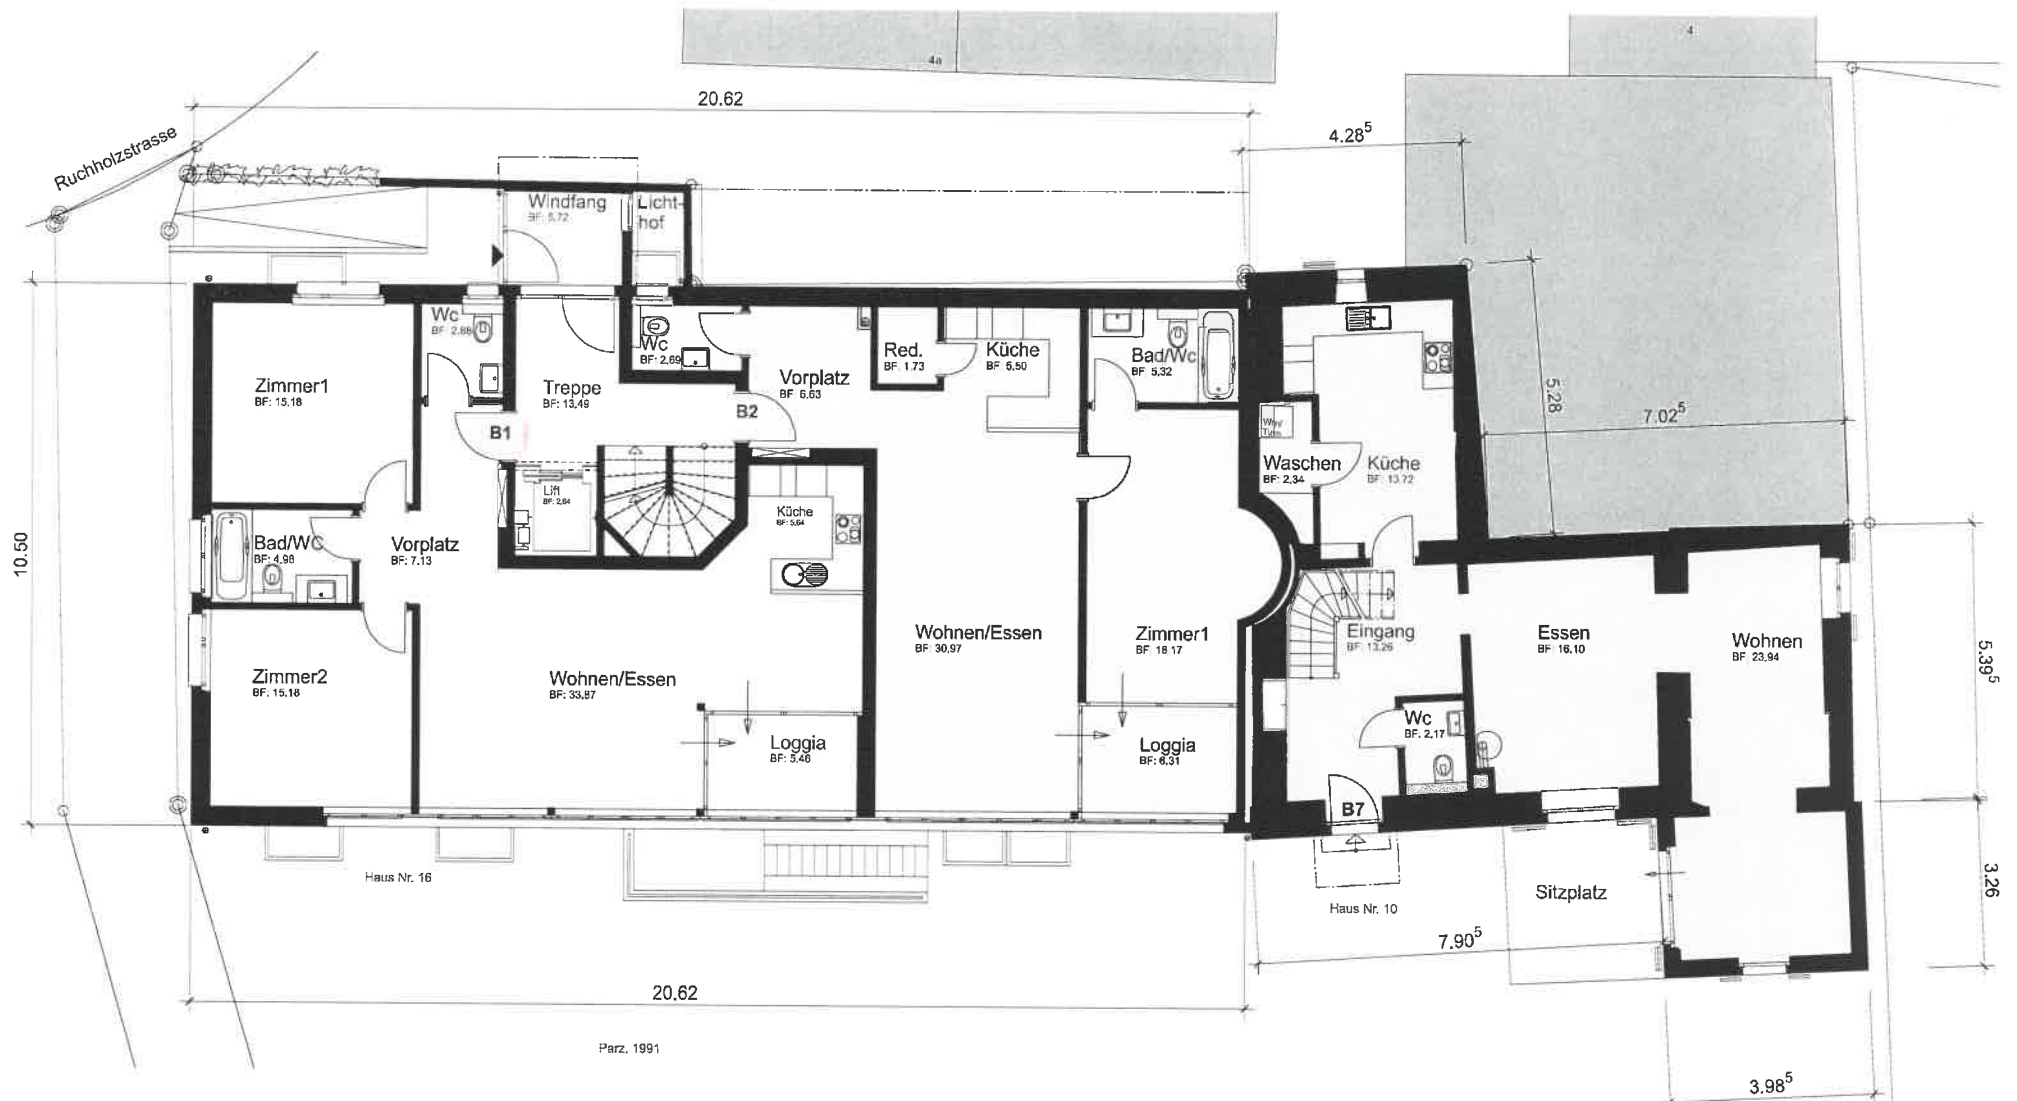 4
4a
20.62
4.28⁵
Ruchholzstrasse
Windfang
BF: 5.72
Licht-
hof
Wc
BF: 2.88
Wc
BF: 2.69
Zimmer1
BF: 15.18
Treppe
BF: 13.49
B1
B2
Vorplatz
BF: 6.63
Red.
BF: 1.73
Küche
BF: 5.50
Bad/Wc
BF: 5.32
5.28
7.02⁵
Waschen
BF: 2.34
Küche
BF: 13.72
Lift
BF: 2.64
Küche
BF: 5.64
10.50
Bad/WC
BF: 4.98
Vorplatz
BF: 7.13
Wohnen/Essen
BF: 30.97
Zimmer1
BF: 18.17
Eingang
BF: 13.26
Essen
BF: 16.10
Wohnen
BF: 23.94
5.39⁵
Zimmer2
BF: 15.18
Wohnen/Essen
BF: 33.87
Loggia
BF: 5.46
Loggia
BF: 6.31
Wc
BF: 2.17
B7
Haus Nr. 16
Haus Nr. 10
Sitzplatz
3.26
7.90⁵
20.62
Parz. 1991
3.98⁵